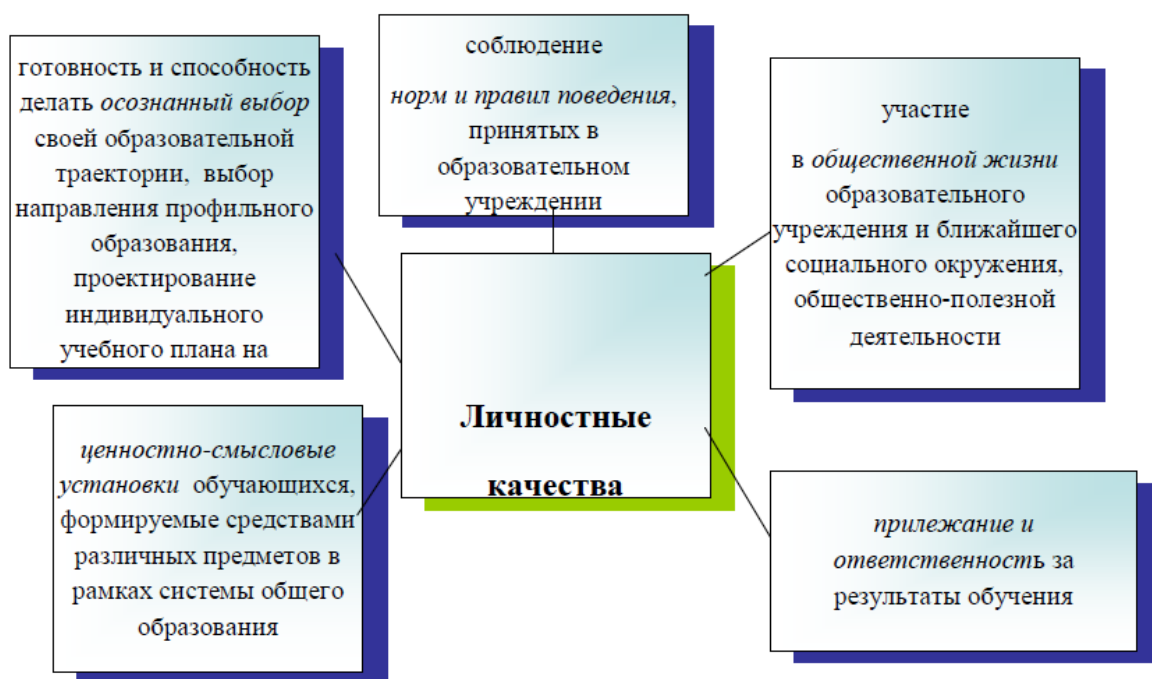 готовность и способность
делать осознанный выбор
своей образовательной
траектории, выбор
направления профильного
образования,
проектирование
индивидуального
учебного плана на
соблюдение
норм и правил поведения,
принятых в
образовательном
учреждении
участие
в общественной жизни
образовательного
учреждения и ближайшего
социального окружения,
общественно-полезной
деятельности
Личностные
качества
ценностно-смысловые
установки обучающихся,
формируемые средствами
различных предметов в
рамках системы общего
образования
прилежание и
ответственность за
результаты обучения